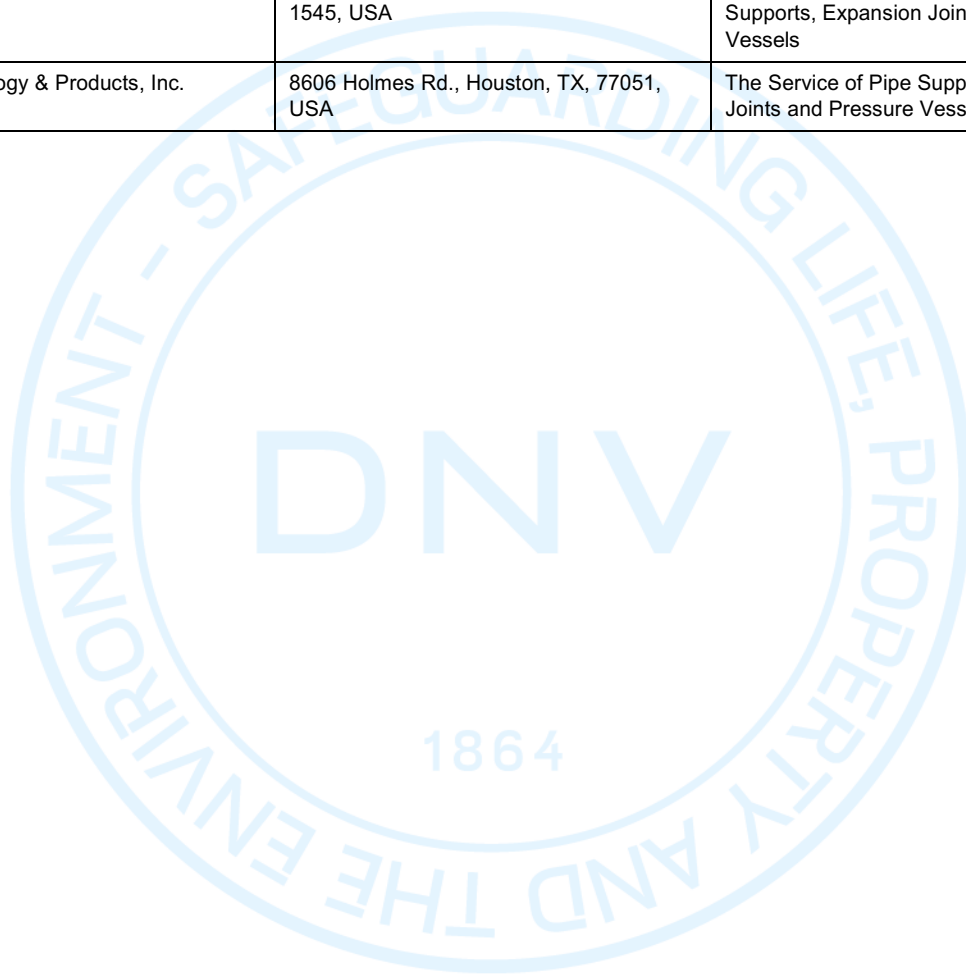 1545, USA
Supports, Expansion Join
Vessels
ogy & Products, Inc.
8606 Holmes Rd., Houston, TX, 77051,
USA
The Service of Pipe Supp
Joints and Pressure Vess
SAFEGUARDING LIFE, PROPERTY AND THE ENVIRONMENT -
DNV
1864